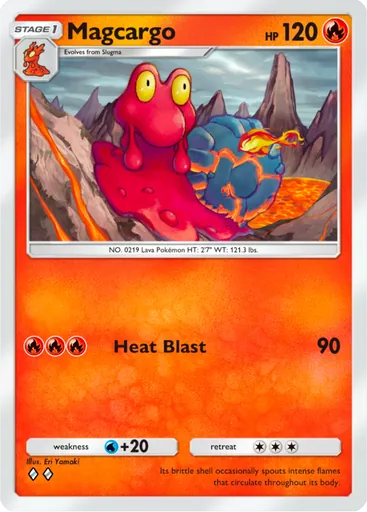 STAGE 1
Magcargo
HP 120
Evolves from Slugma
NO. 0219 Lava Pokémon HT: 2'7" WT: 121.3 lbs.
Heat Blast 90
weakness +20 retreat
Illus. Eri Yamaki
Its brittle shell occasionally spouts intense flames
that circulate throughout its body.